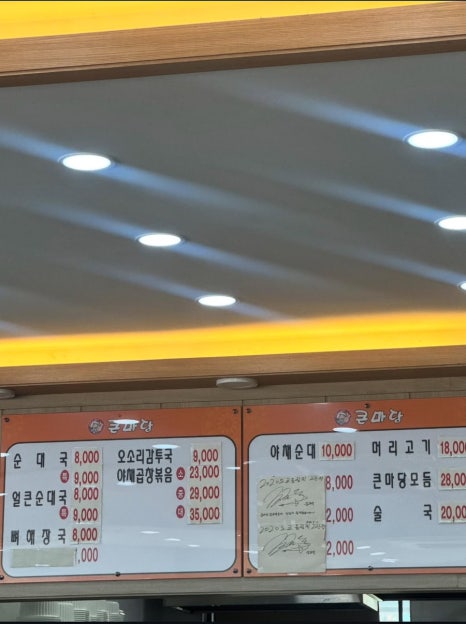 큰마당
순 대 국 8,000
특 9,000
얼큰순대국 8,000
특 9,000
뼈해장국 8,000
,000
오소리감투국 9,000
야채곱창볶음 소 23,000
중 29,000
대 35,000
큰마당
야채순대 10,000
8,000
2,000
2,000
머리고기 18,000
큰마당모둠 28,000
술 국 20,000